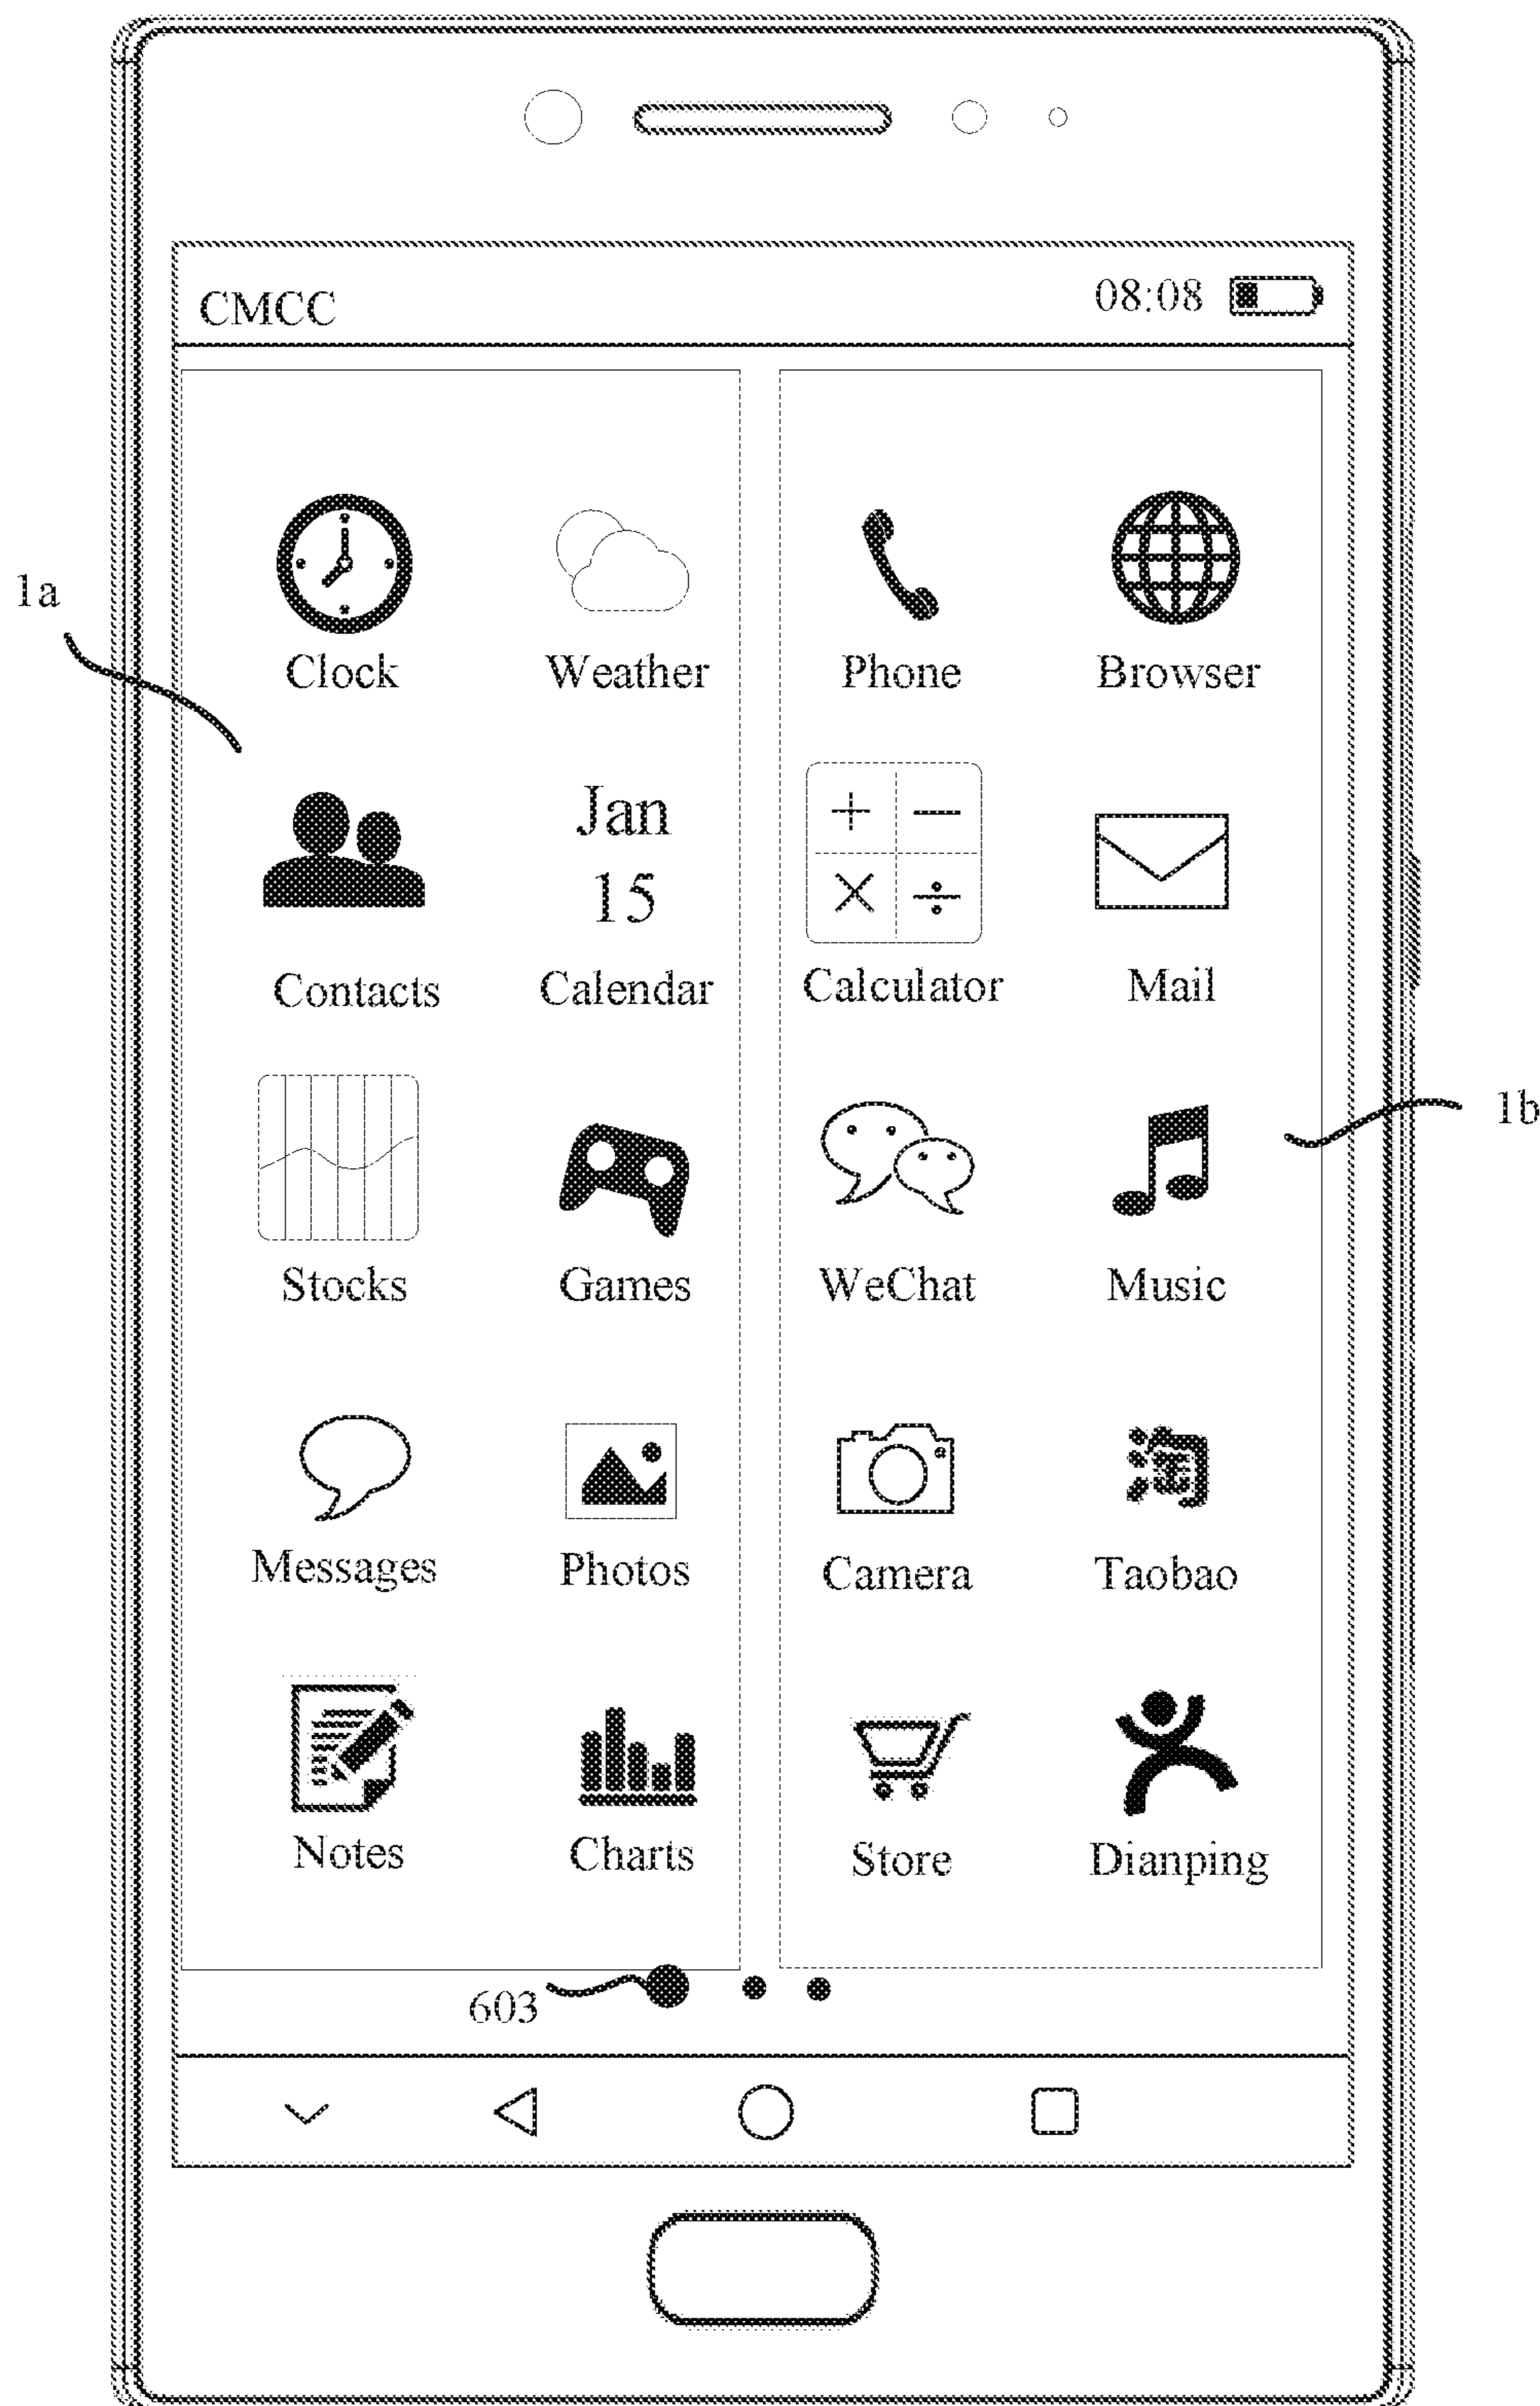 CMCC 08:08
1a
Clock Weather Phone Browser
Jan
15
+ −
× ÷
Contacts Calendar Calculator Mail
1b
Stocks Games WeChat Music
淘
Messages Photos Camera Taobao
Notes Charts Store Dianping
603